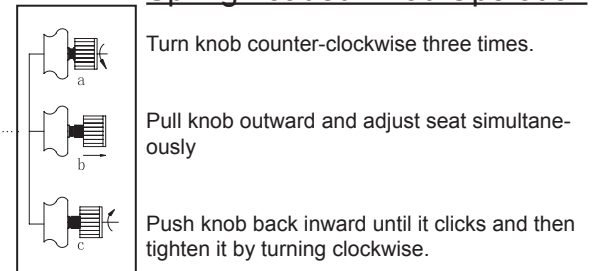 Turn knob counter-clockwise three times.
a
Pull knob outward and adjust seat simultane-
ously
b
Push knob back inward until it clicks and then
tighten it by turning clockwise.
c